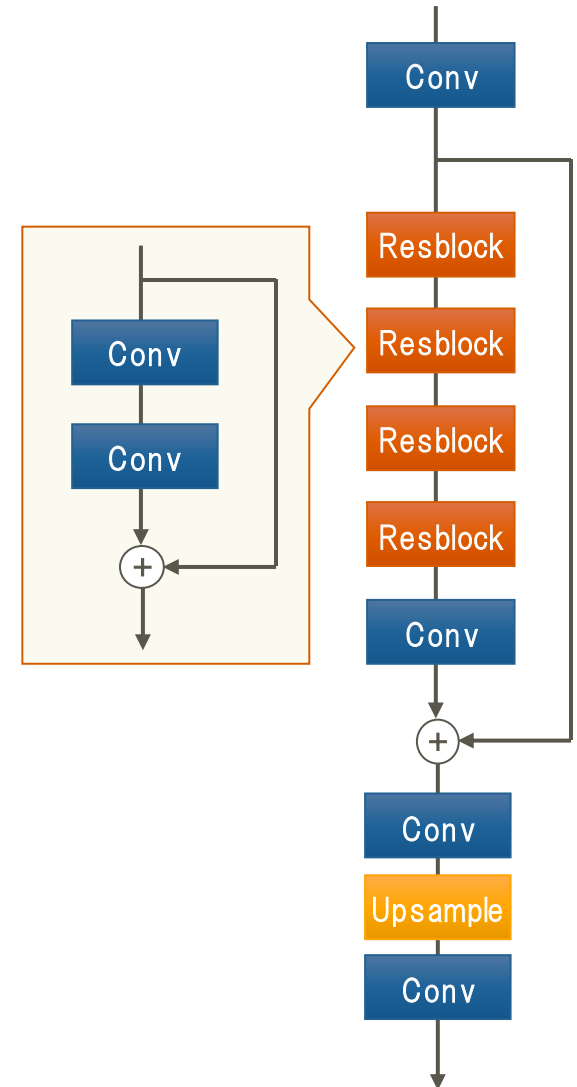 Conv
Resblock
Resblock
Resblock
Resblock
Conv
+
Conv
Upsample
Conv
Conv
Conv
+